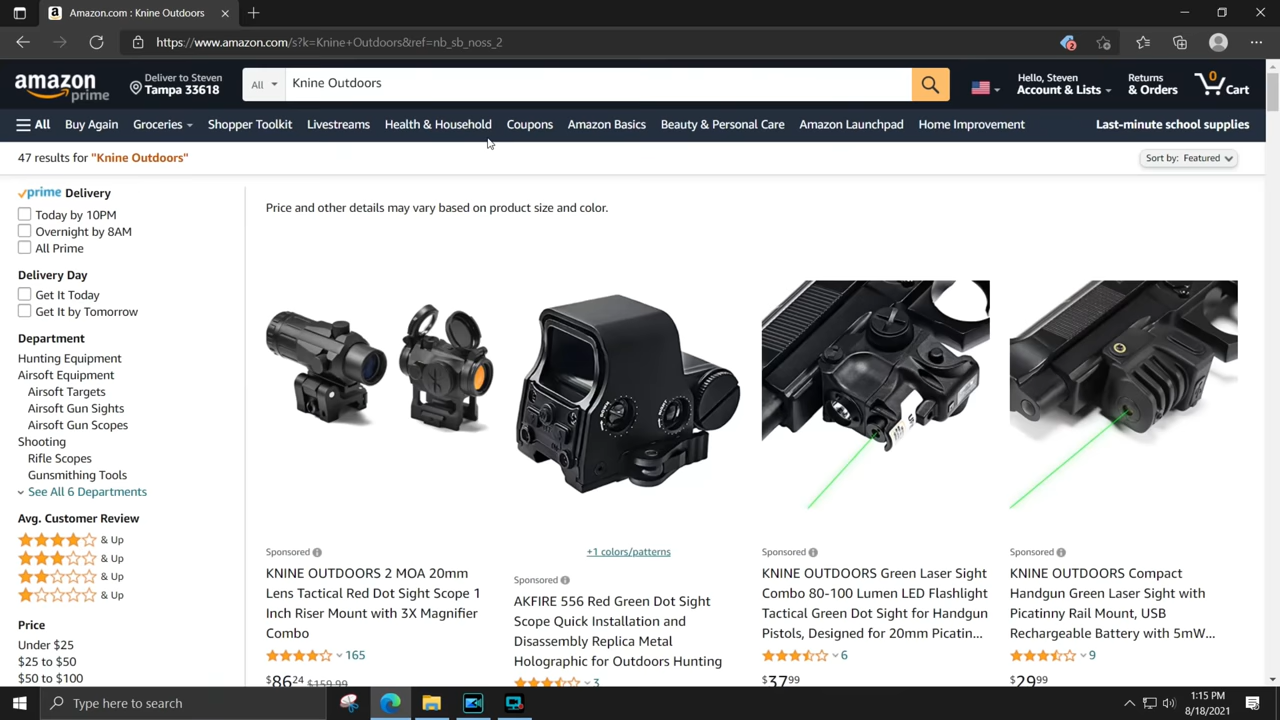 Amazon.com : Knine Outdoors
https://www.amazon.com/s?k=Knine+Outdoors&ref=nb_sb_noss_2
2
amazon
prime
Deliver to Steven
Tampa 33618
All
Knine Outdoors
Hello, Steven
Account & Lists
Returns
& Orders
0
Cart
All
Buy Again
Groceries
Shopper Toolkit
Livestreams
Health & Household
Coupons
Amazon Basics
Beauty & Personal Care
Amazon Launchpad
Home Improvement
Last-minute school supplies
47 results for "Knine Outdoors"
Sort by: Featured
prime Delivery
Today by 10PM
Overnight by 8AM
All Prime
Delivery Day
Get It Today
Get It by Tomorrow
Department
Hunting Equipment
Airsoft Equipment
Airsoft Targets
Airsoft Gun Sights
Airsoft Gun Scopes
Shooting
Rifle Scopes
Gunsmithing Tools
See All 6 Departments
Avg. Customer Review
& Up
& Up
& Up
& Up
Price
Under $25
$25 to $50
$50 to $100
Price and other details may vary based on product size and color.
Sponsored
KNINE OUTDOORS 2 MOA 20mm
Lens Tactical Red Dot Sight Scope 1
Inch Riser Mount with 3X Magnifier
Combo
165
$8624 $159.99
+1 colors/patterns
Sponsored
AKFIRE 556 Red Green Dot Sight
Scope Quick Installation and
Disassembly Replica Metal
Holographic for Outdoors Hunting
3
Sponsored
KNINE OUTDOORS Green Laser Sight
Combo 80-100 Lumen LED Flashlight
Tactical Green Dot Sight for Handgun
Pistols, Designed for 20mm Picatin...
6
$3799
Sponsored
KNINE OUTDOORS Compact
Handgun Green Laser Sight with
Picatinny Rail Mount, USB
Rechargeable Battery with 5mW...
9
$2999
Type here to search
1:15 PM
8/18/2021